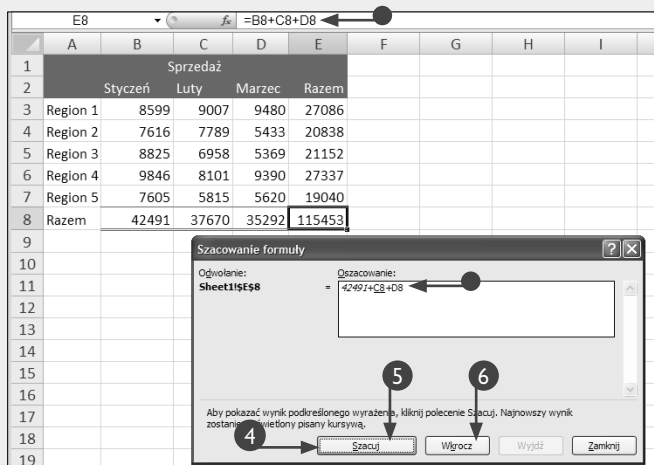 E8 fx =B8+C8+D8
A B C D E F G H I
1 Sprzedaż
2 Styczeń Luty Marzec Razem
3 Region 1 8599 9007 9480 27086
4 Region 2 7616 7789 5433 20838
5 Region 3 8825 6958 5369 21152
6 Region 4 9846 8101 9390 27337
7 Region 5 7605 5815 5620 19040
8 Razem 42491 37670 35292 115453
9
10
11
12
13
14
15
16
17
18
19
Szacowanie formuły
Odwołanie: Oszacowanie:
Sheet1!$E$8 = 42491+C8+D8
5 6
Aby pokazać wynik podkreślonego wyrażenia, kliknij polecenie Szacuj. Najnowszy wynik
pisany kursywą.
4
Szacuj Wkrocz Wyjdź Zamknij